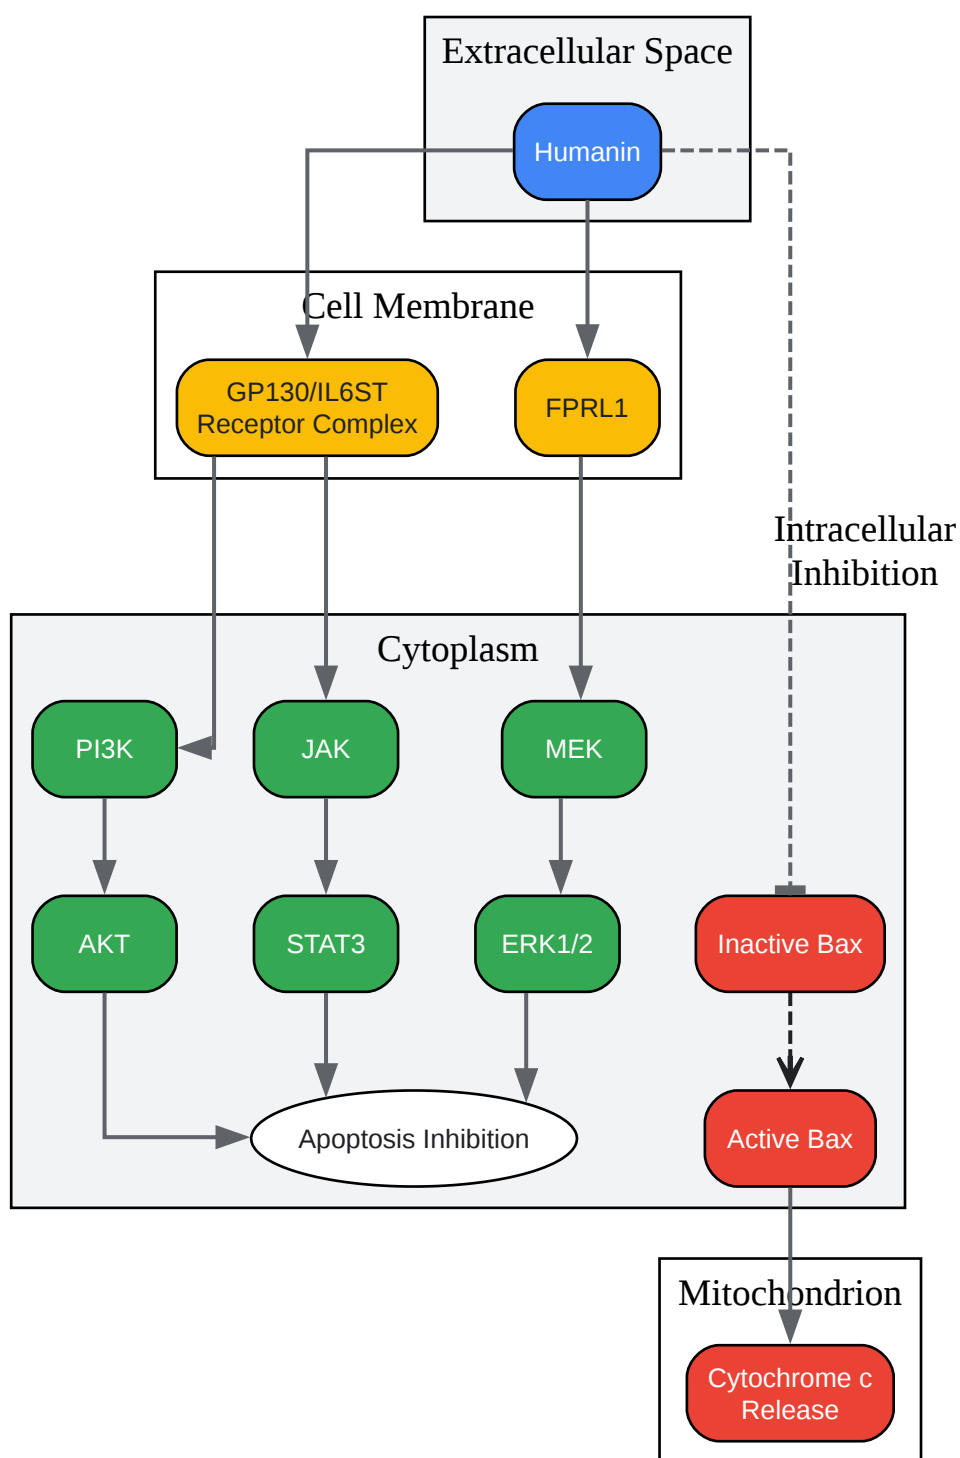 Extracellular Space
Humanin
Cell Membrane
GP130/IL6ST
Receptor Complex
FPRL1
Intracellular
Inhibition
Cytoplasm
PI3K
JAK
MEK
AKT
STAT3
ERK1/2
Inactive Bax
Apoptosis Inhibition
Active Bax
Mitochondrion
Cytochrome c
Release